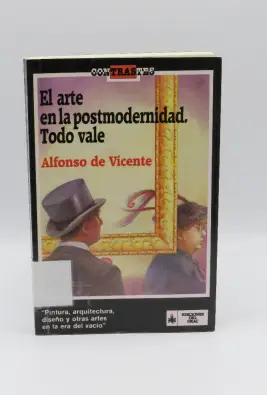 CONTRASTES
El arte
en la postmodernidad.
Todo vale
Alfonso de Vicente
"Pintura, arquitectura,
diseño y otras artes
en la era del vacío"
EDICIONES
DEL
DRAC